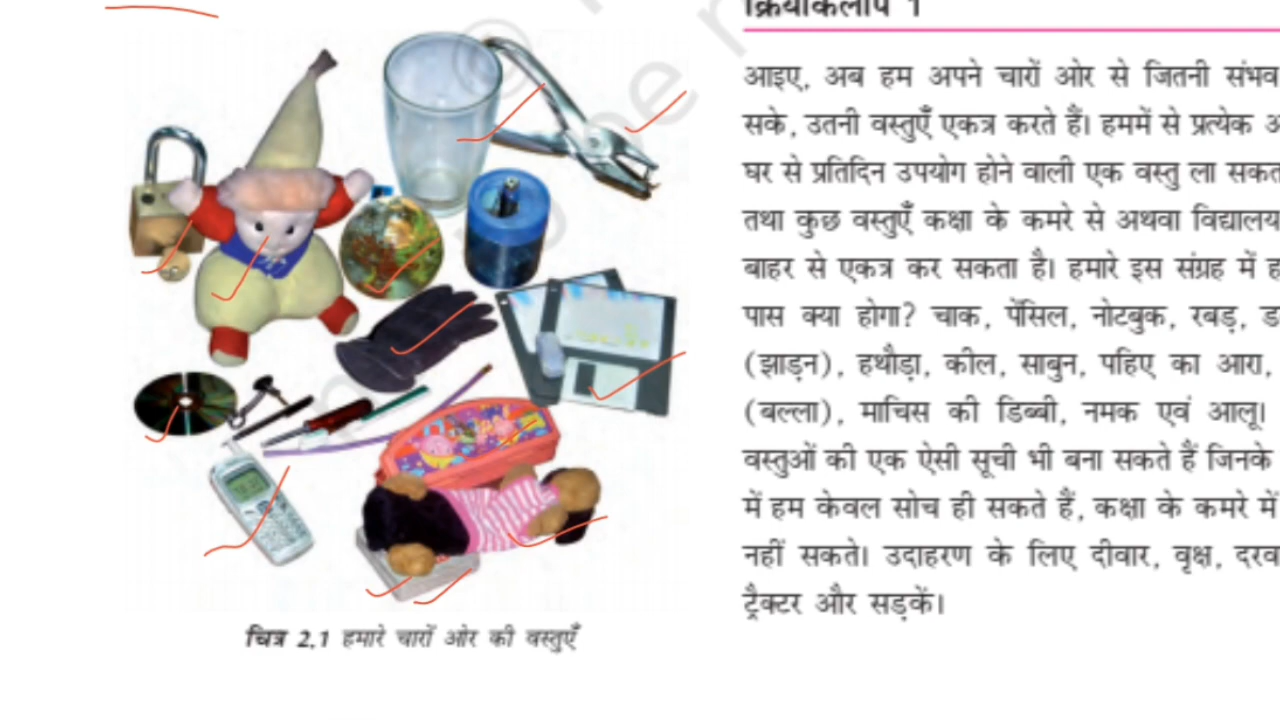 क्रियाकलाप 1
आइए, अब हम अपने चारों ओर से जितनी संभव
सके, उतनी वस्तुएँ एकत्र करते हैं। हममें से प्रत्येक
घर से प्रतिदिन उपयोग होने वाली एक वस्तु ला
तथा कुछ वस्तुएँ कक्षा के कमरे से अथवा विद्यालय
बाहर से एकत्र कर सकता है। हमारे इस संग्रह में
पास क्या होगा? चाक, पेंसिल, नोटबुक, रबड़,
(झाड़न), हथौड़ा, कील, साबुन, पहिए का आरा,
(बल्ला), माचिस की डिब्बी, नमक एवं आलू।
वस्तुओं की एक ऐसी सूची भी बना सकते हैं जिनके
में हम केवल सोच ही सकते हैं, कक्षा के कमरे में
नहीं सकते। उदाहरण के लिए दीवार, वृक्ष,
ट्रैक्टर और सड़कें।
चित्र 2.1 हमारे चारों ओर की वस्तुएँ